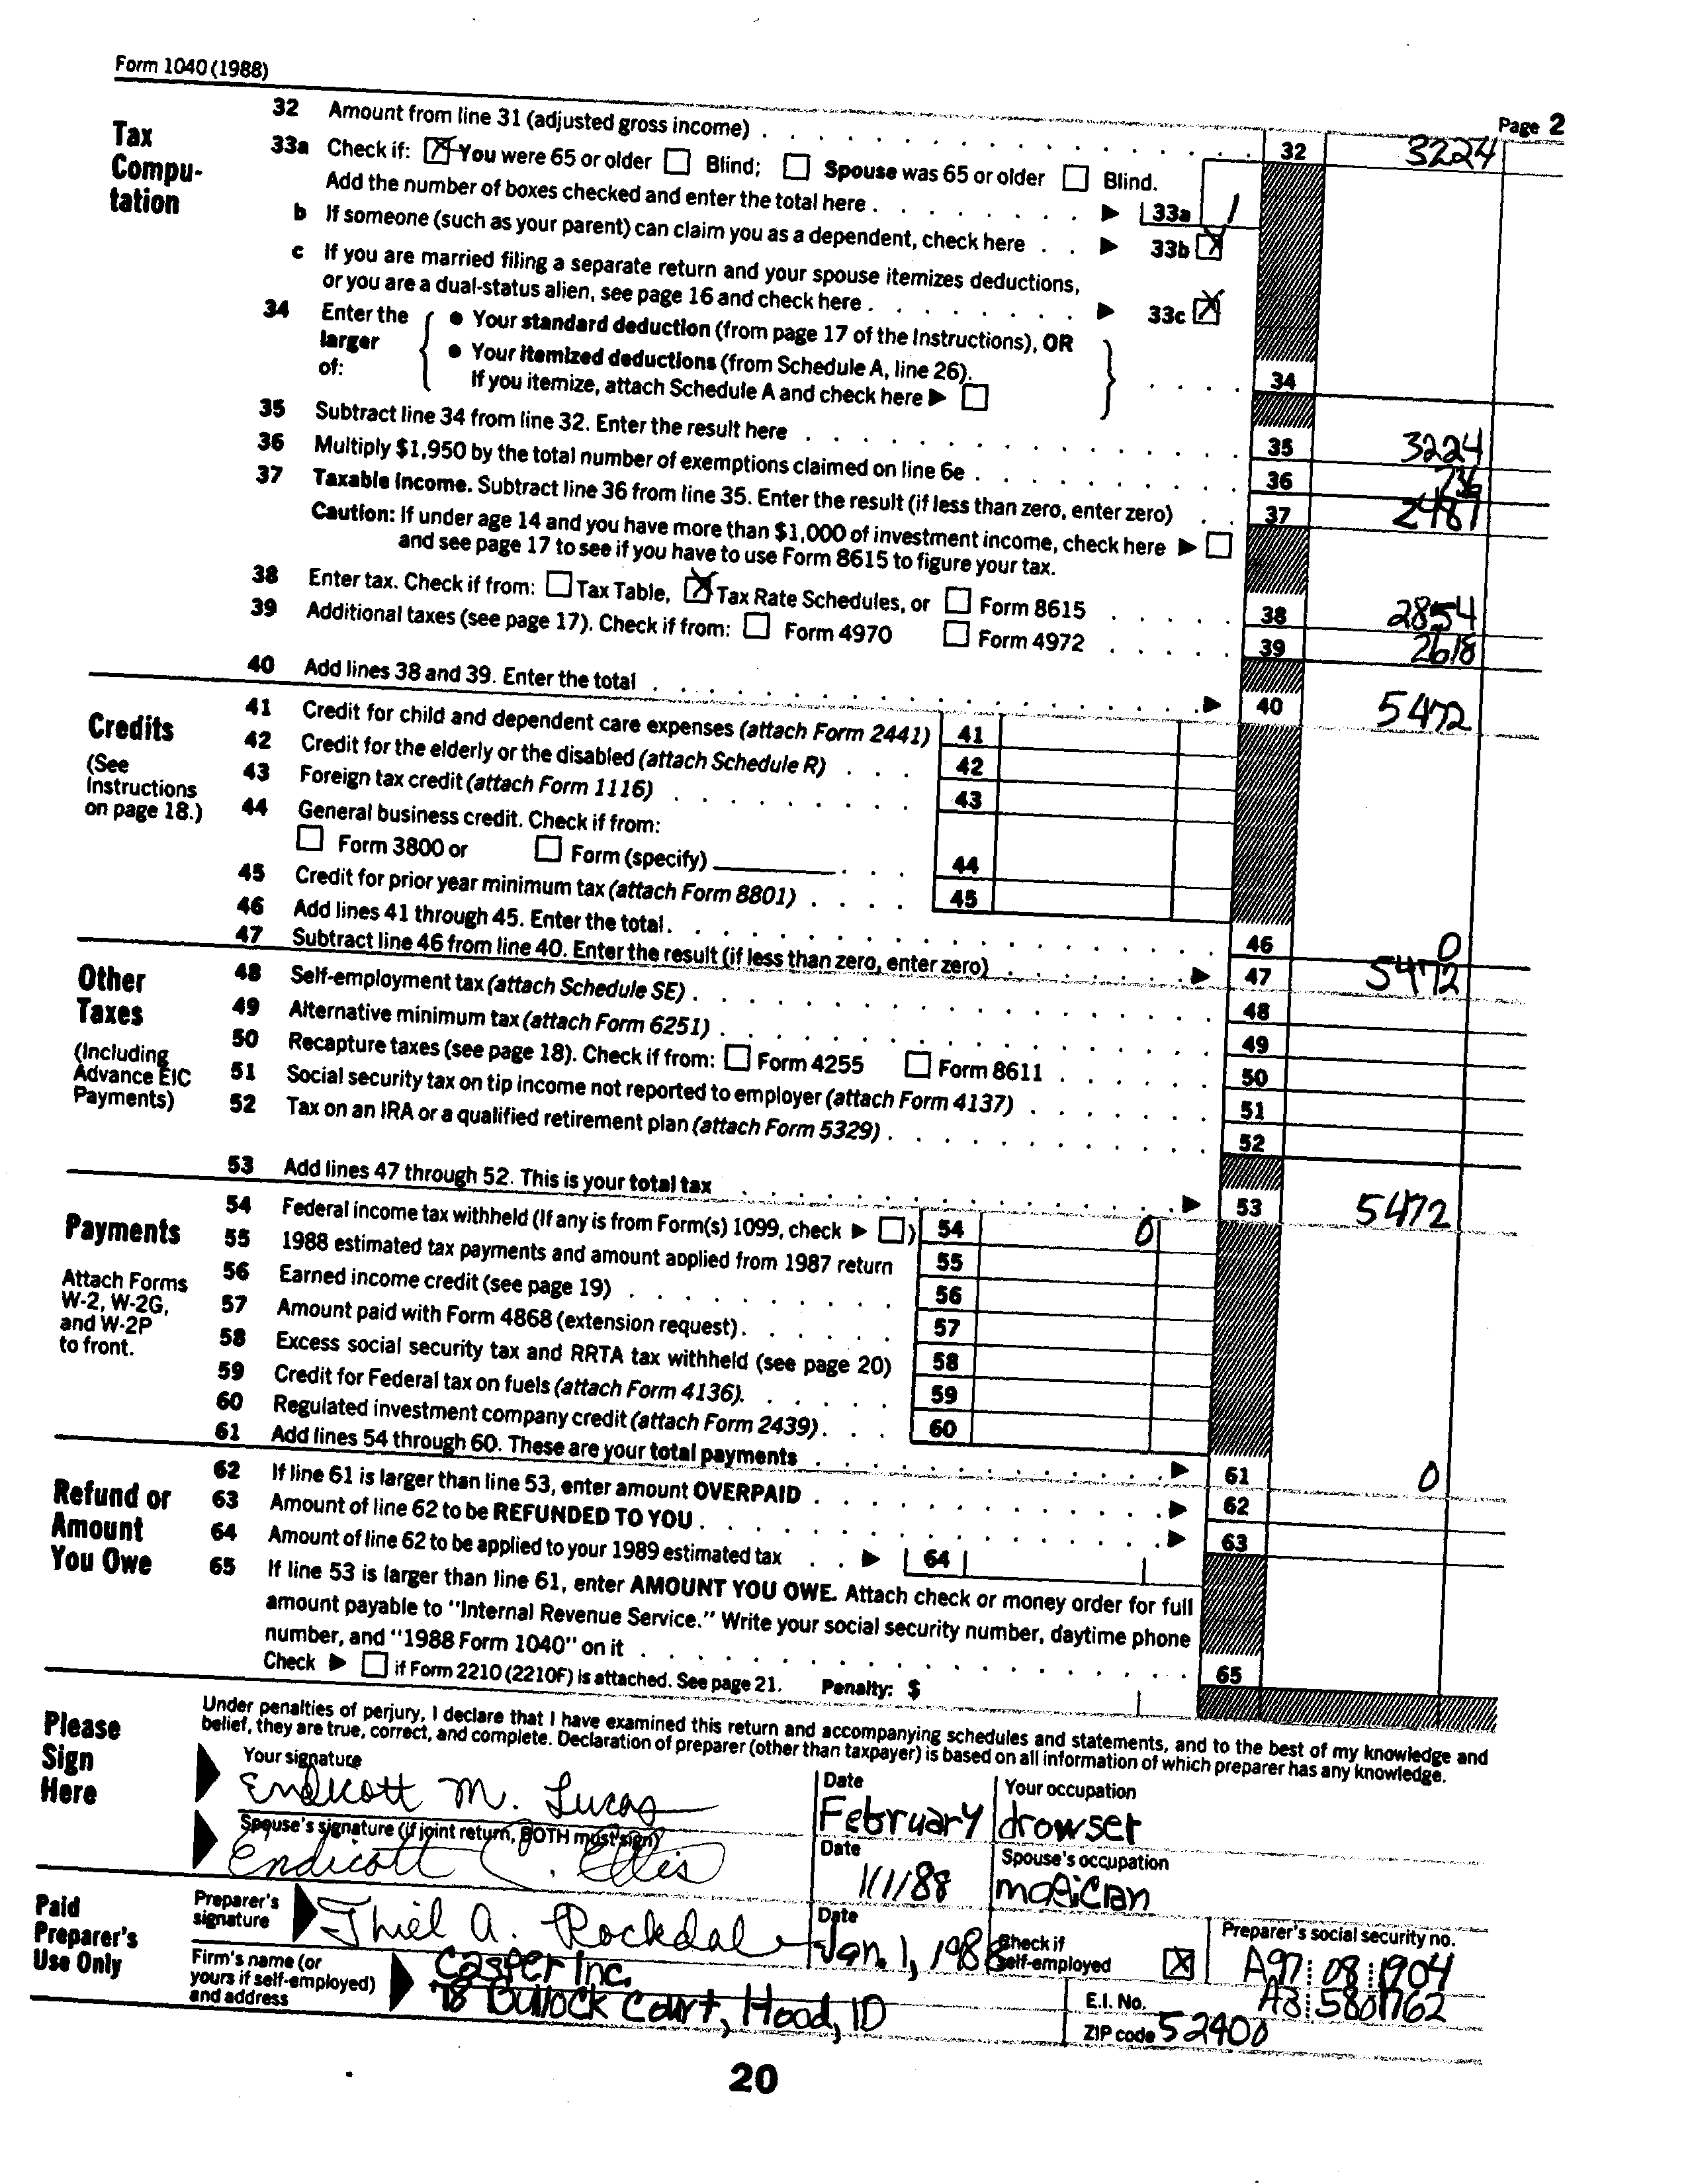 Form 1040 (1988)
Page 2
Tax Compu-tation
32 Amount from line 31 (adjusted gross income) 32 3224
33a Check if: ☒ You were 65 or older ☐ Blind; ☐ Spouse was 65 or older ☐ Blind.
Add the number of boxes checked and enter the total here ▶ 33a 1
b If someone (such as your parent) can claim you as a dependent, check here ▶ 33b ☒
c If you are married filing a separate return and your spouse itemizes deductions,
or you are a dual-status alien, see page 16 and check here ▶ 33c ☒
34 Enter the larger of: { • Your standard deduction (from page 17 of the Instructions), OR
• Your itemized deductions (from Schedule A, line 26).
If you itemize, attach Schedule A and check here ▶ ☐ } 34
35 Subtract line 34 from line 32. Enter the result here 35 3224
36 Multiply $1,950 by the total number of exemptions claimed on line 6e 36
37 Taxable income. Subtract line 36 from line 35. Enter the result (if less than zero, enter zero) 37 2487
Caution: If under age 14 and you have more than $1,000 of investment income, check here ▶ ☐
and see page 17 to see if you have to use Form 8615 to figure your tax.
38 Enter tax. Check if from: ☐ Tax Table, ☒ Tax Rate Schedules, or ☐ Form 8615 38 2854
39 Additional taxes (see page 17). Check if from: ☐ Form 4970 ☐ Form 4972 39 2618
40 Add lines 38 and 39. Enter the total ▶ 40 5472
Credits
(See Instructions on page 18.)
41 Credit for child and dependent care expenses (attach Form 2441) 41
42 Credit for the elderly or the disabled (attach Schedule R) 42
43 Foreign tax credit (attach Form 1116) 43
44 General business credit. Check if from:
☐ Form 3800 or ☐ Form (specify) 44
45 Credit for prior year minimum tax (attach Form 8801) 45
46 Add lines 41 through 45. Enter the total. 46 0
47 Subtract line 46 from line 40. Enter the result (if less than zero, enter zero) ▶ 47 5472
Other Taxes
(Including Advance EIC Payments)
48 Self-employment tax (attach Schedule SE) 48
49 Alternative minimum tax (attach Form 6251) 49
50 Recapture taxes (see page 18). Check if from: ☐ Form 4255 ☐ Form 8611 50
51 Social security tax on tip income not reported to employer (attach Form 4137) 51
52 Tax on an IRA or a qualified retirement plan (attach Form 5329) 52
53 Add lines 47 through 52. This is your total tax ▶ 53 5472
Payments
Attach Forms W-2, W-2G, and W-2P to front.
54 Federal income tax withheld (If any is from Form(s) 1099, check ▶ ☐) 54 0
55 1988 estimated tax payments and amount applied from 1987 return 55
56 Earned income credit (see page 19) 56
57 Amount paid with Form 4868 (extension request) 57
58 Excess social security tax and RRTA tax withheld (see page 20) 58
59 Credit for Federal tax on fuels (attach Form 4136). 59
60 Regulated investment company credit (attach Form 2439) 60
61 Add lines 54 through 60. These are your total payments ▶ 61 0
Refund or Amount You Owe
62 If line 61 is larger than line 53, enter amount OVERPAID ▶ 62
63 Amount of line 62 to be REFUNDED TO YOU ▶ 63
64 Amount of line 62 to be applied to your 1989 estimated tax ▶ 64
65 If line 53 is larger than line 61, enter AMOUNT YOU OWE. Attach check or money order for full
amount payable to "Internal Revenue Service." Write your social security number, daytime phone
number, and "1988 Form 1040" on it 65
Check ▶ ☐ if Form 2210 (2210F) is attached. See page 21. Penalty: $
Please Sign Here
Under penalties of perjury, I declare that I have examined this return and accompanying schedules and statements, and to the best of my knowledge and
belief, they are true, correct, and complete. Declaration of preparer (other than taxpayer) is based on all information of which preparer has any knowledge.
Your signature Date Your occupation
Endicott M. Lucas February drowser
Spouse's signature (if joint return, BOTH must sign) Date Spouse's occupation
Endicott C. Ellis 1/1/88 magician
Paid Preparer's Use Only
Preparer's signature Thiel A. Rockdale Date Jan. 1, 1988 Check if self-employed ☒ Preparer's social security no. A97 08 1904
Firm's name (or yours if self-employed) and address Casper Inc. E.I. No. A3 5801762
78 Bullock Court, Hood, ID ZIP code 52400
20